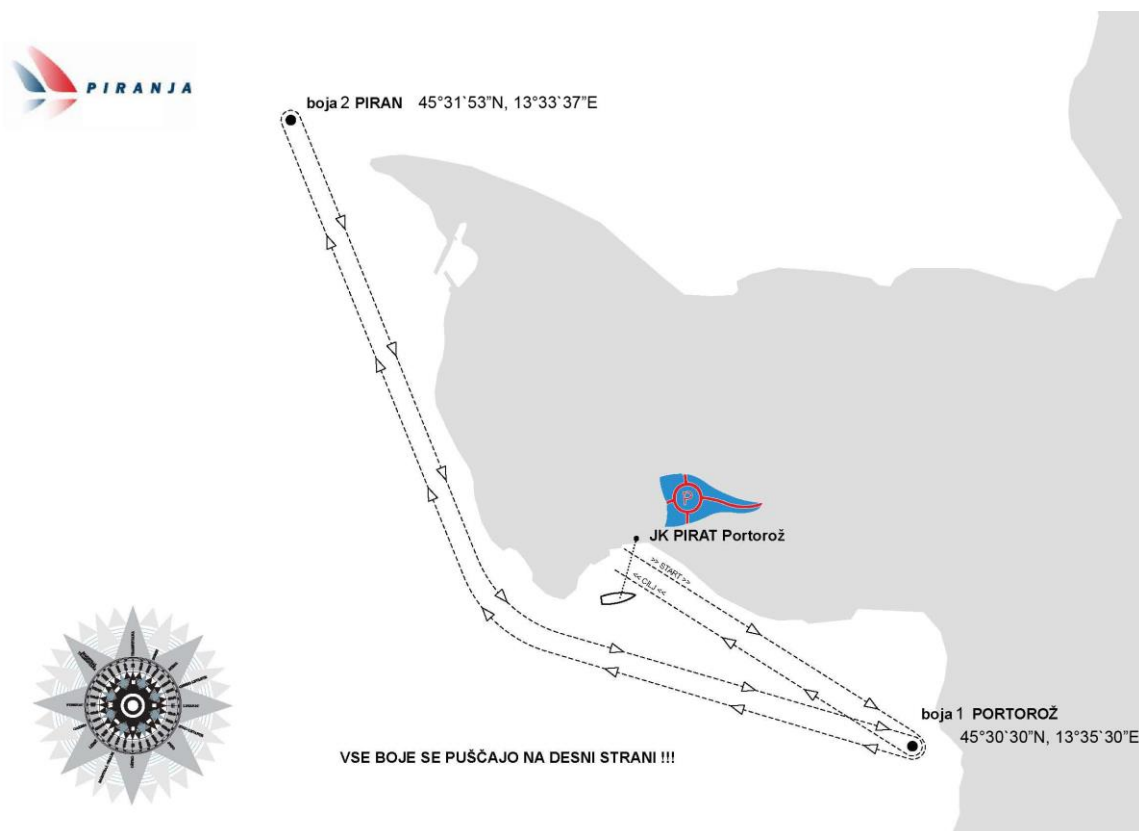 PIRANJA
boja 2 PIRAN 45°31`53”N, 13°33'37”E
P
JK PIRAT Portorož
>> START >>
<< CILJ <<
boja 1 PORTOROŽ
45°30`30”N, 13°35`30”E
VSE BOJE SE PUŠČAJO NA DESNI STRANI !!!